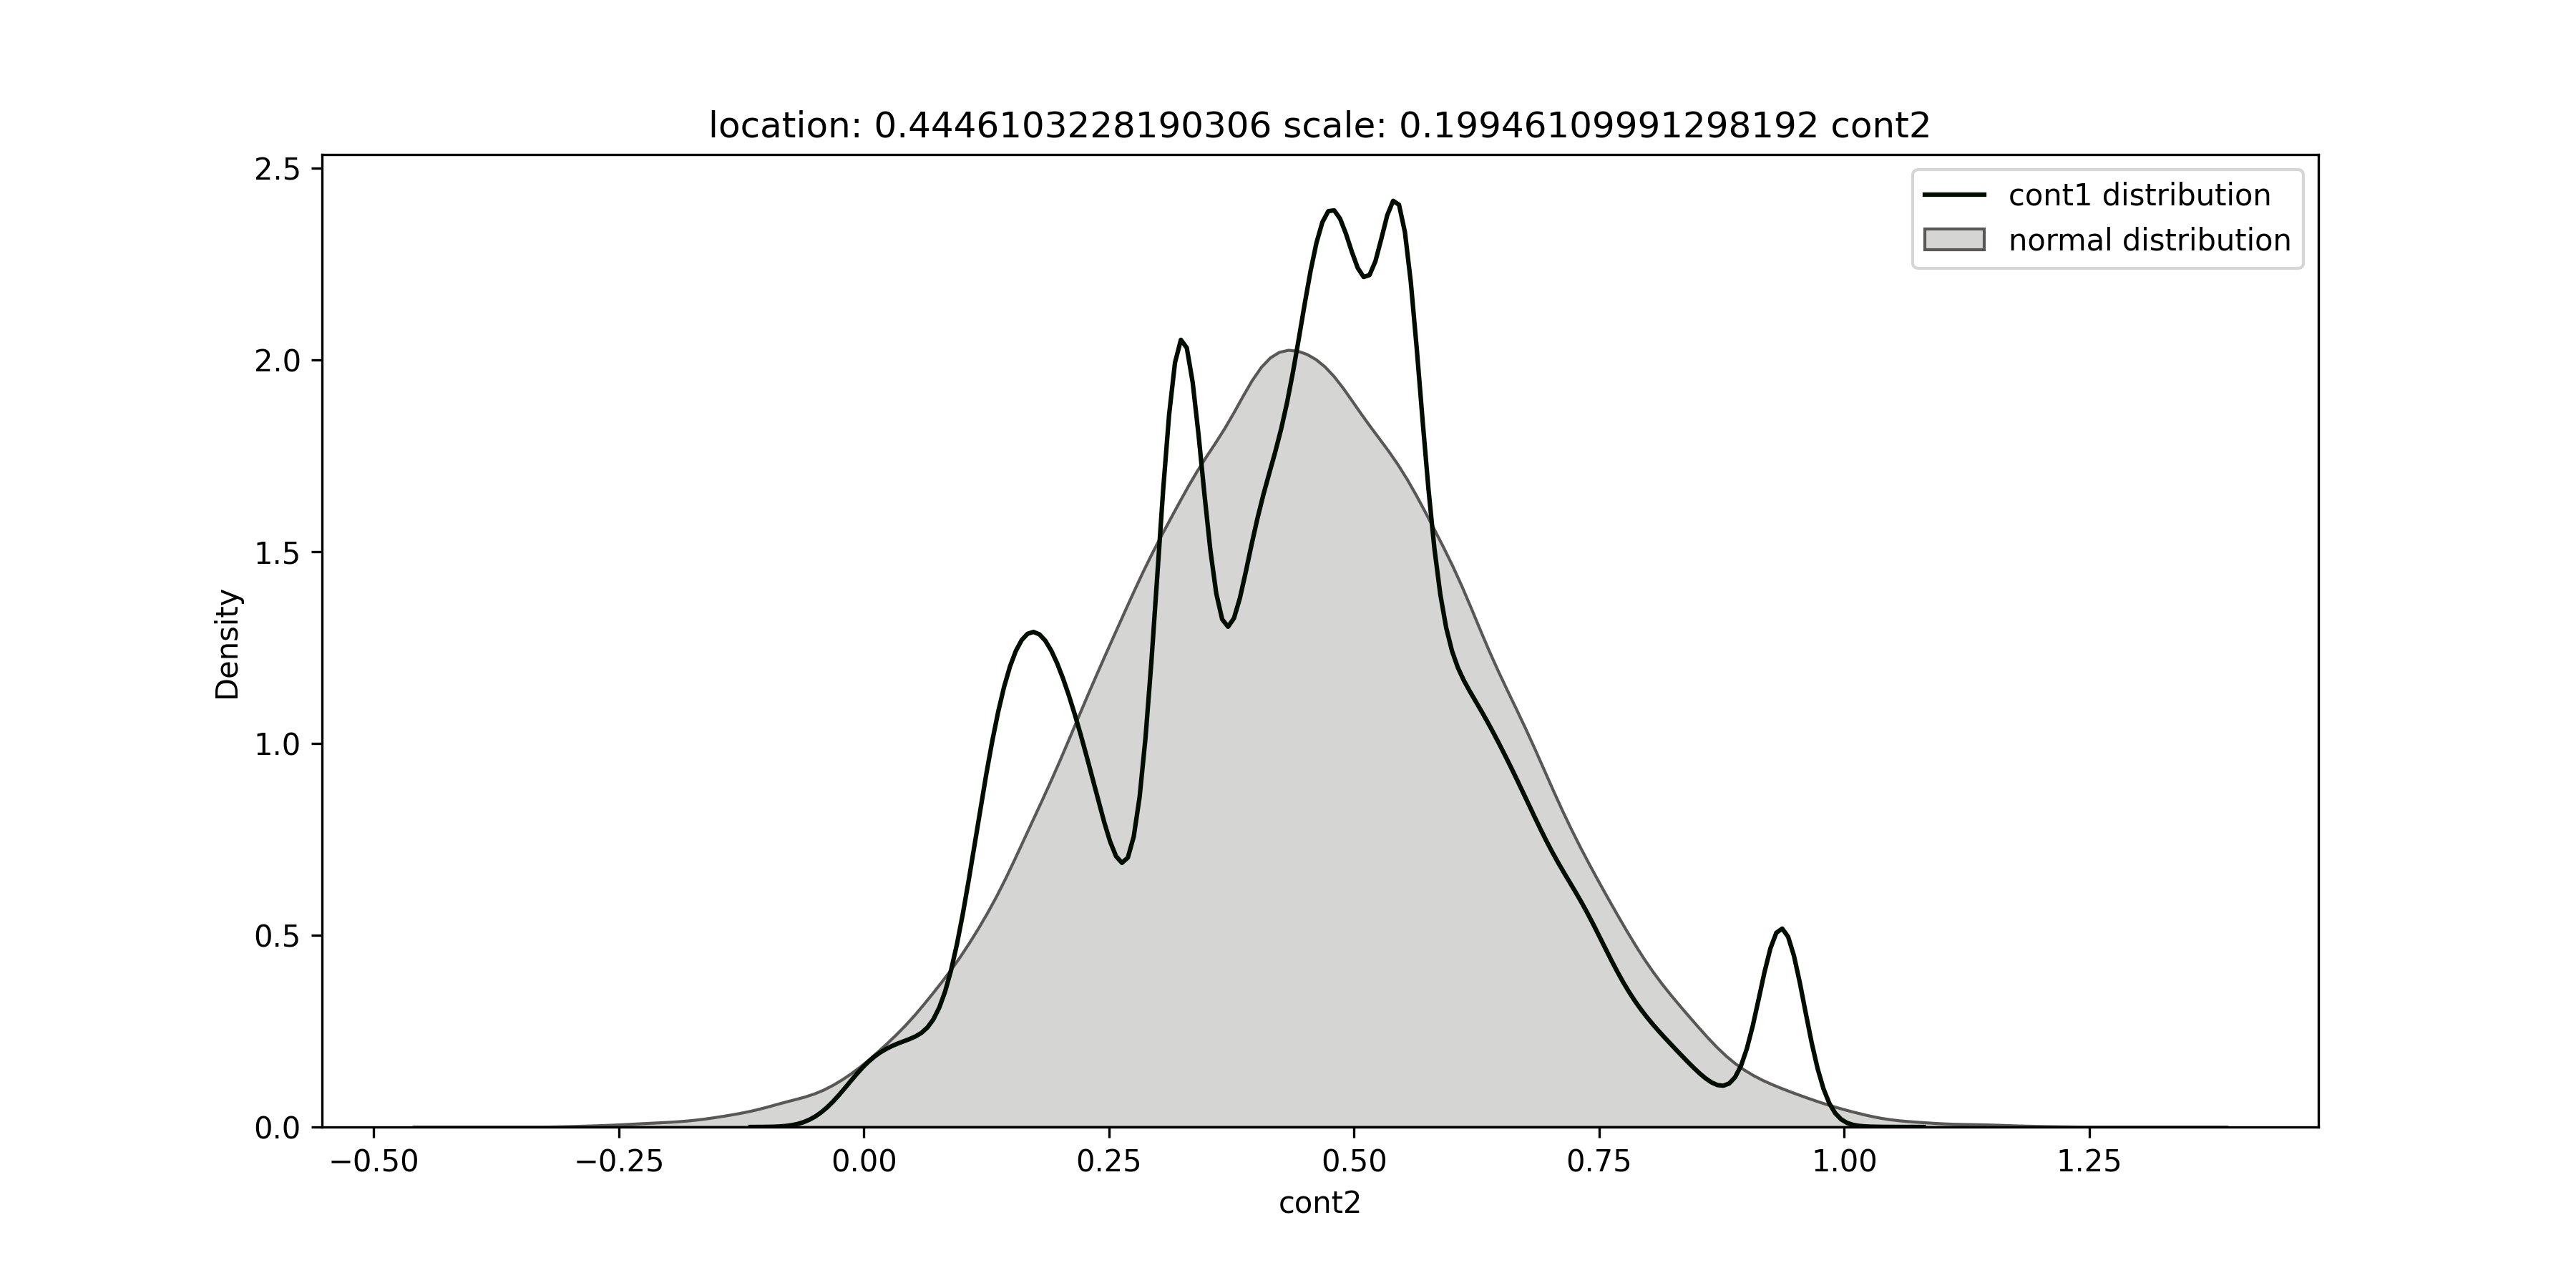 location: 0.4446103228190306 scale: 0.19946109991298192 cont2
cont1 distribution
normal distribution
Density
2.5
2.0
1.5
1.0
0.5
0.0
−0.50 −0.25 0.00 0.25 0.50 0.75 1.00 1.25
cont2